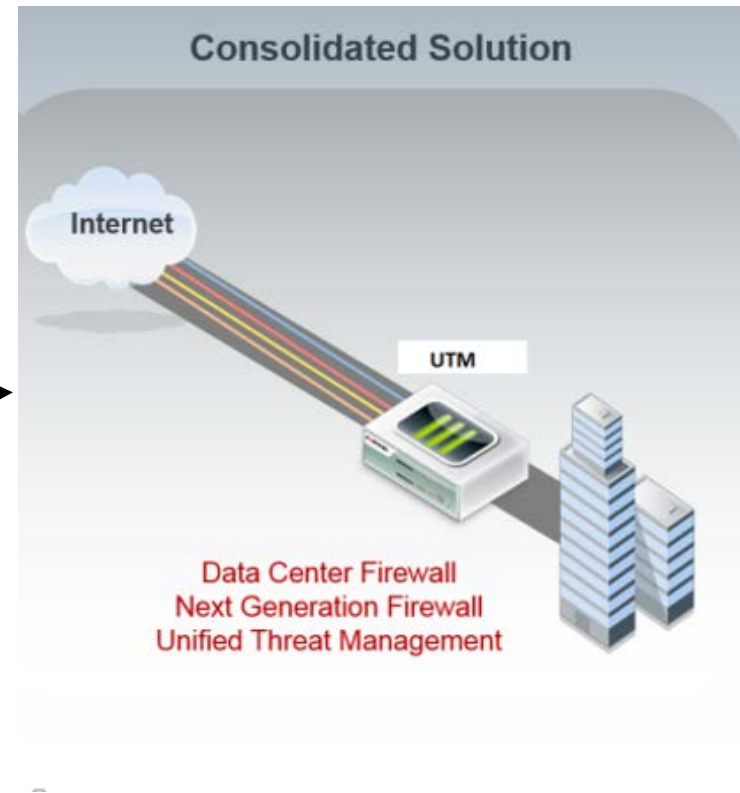 Consolidated Solution
Internet
UTM
Data Center Firewall
Next Generation Firewall
Unified Threat Management